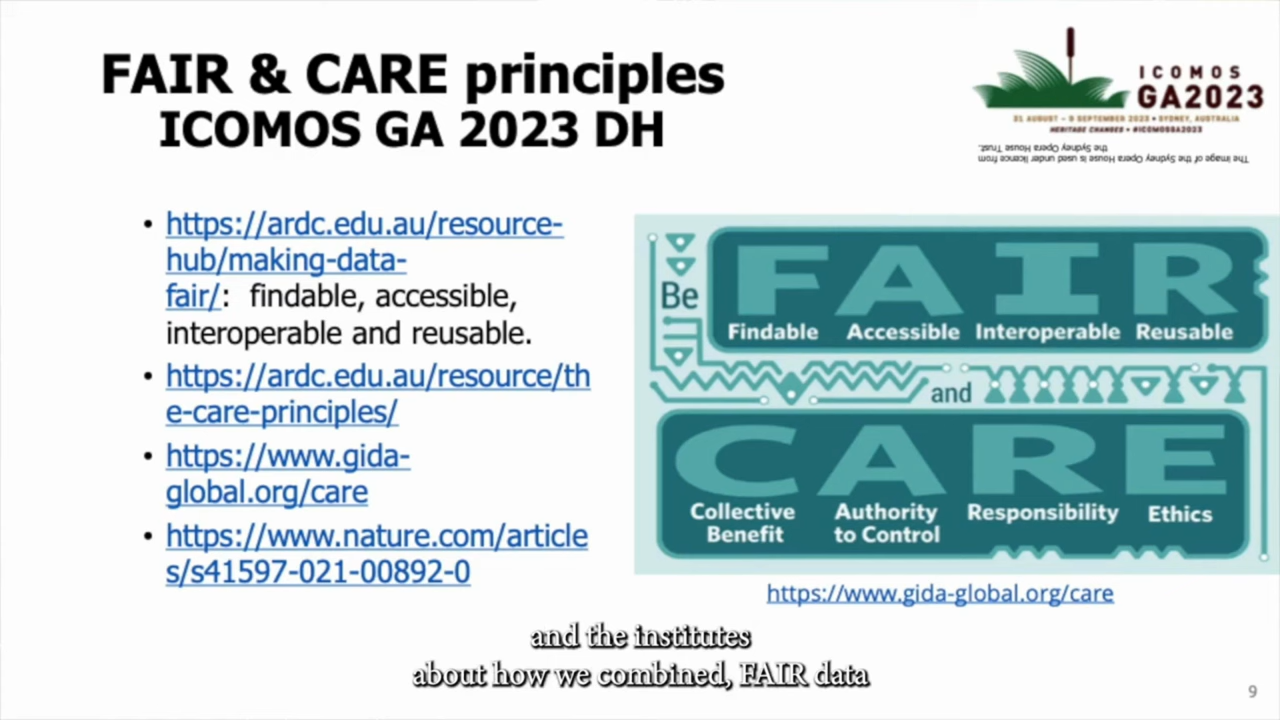 FAIR & CARE principles
ICOMOS GA 2023 DH
ICOMOS
GA2023
31 AUGUST – 9 SEPTEMBER 2023 • SYDNEY, AUSTRALIA
HERITAGE CHANGES • #ICOMOSGA2023
The image of the Sydney Opera House is used under licence from
the Sydney Opera House Trust.
• https://ardc.edu.au/resource-
hub/making-data-
fair/: findable, accessible,
interoperable and reusable.
• https://ardc.edu.au/resource/th
e-care-principles/
• https://www.gida-
global.org/care
• https://www.nature.com/article
s/s41597-021-00892-0
Be
FAIR
Findable Accessible Interoperable Reusable
and
CARE
Collective Authority Responsibility Ethics
Benefit to Control
https://www.gida-global.org/care
and the institutes
about how we combined, FAIR data
9